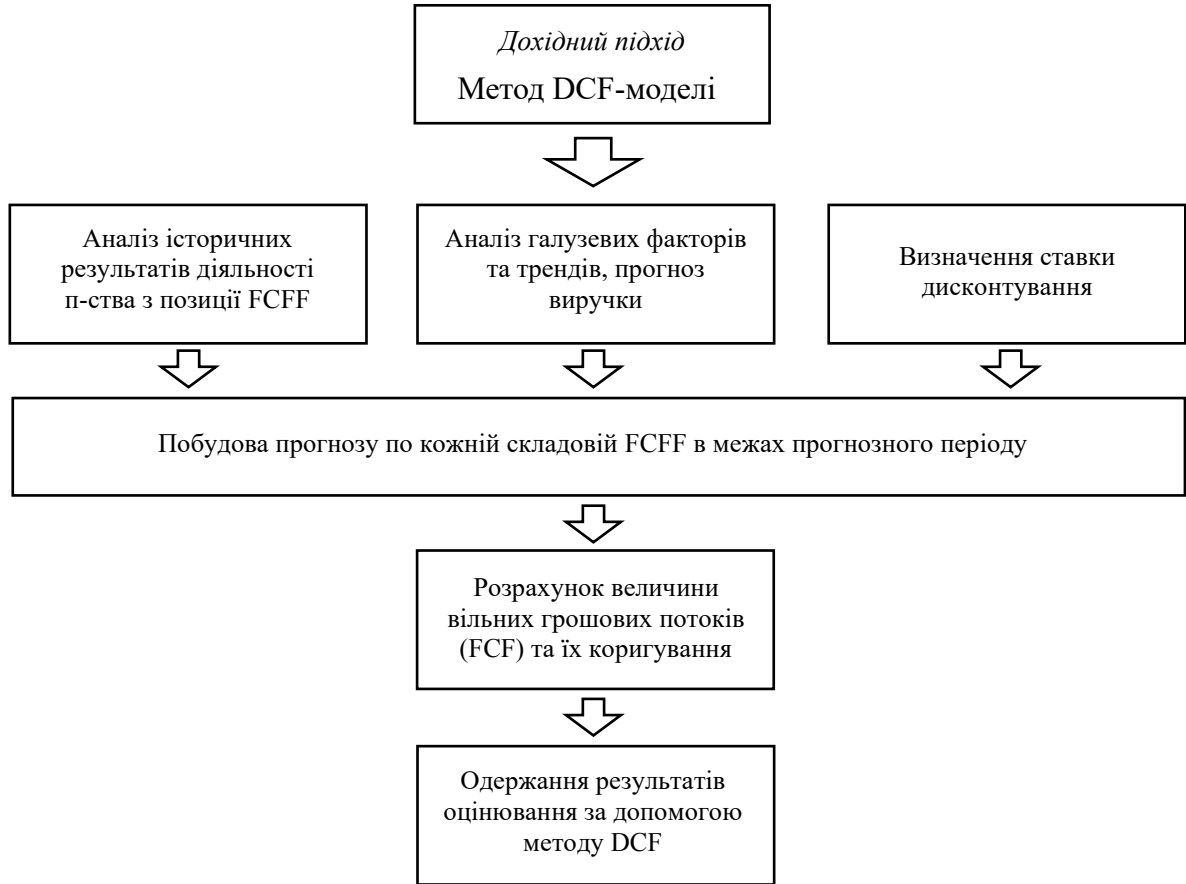 Дохідний підхід
Метод DCF-моделі
Аналіз історичних
результатів діяльності
п-ства з позиції FCFF
Аналіз галузевих факторів
та трендів, прогноз
виручки
Визначення ставки
дисконтування
Побудова прогнозу по кожній складовій FCFF в межах прогнозного періоду
Розрахунок величини
вільних грошових потоків
(FCF) та їх коригування
Одержання результатів
оцінювання за допомогою
методу DCF